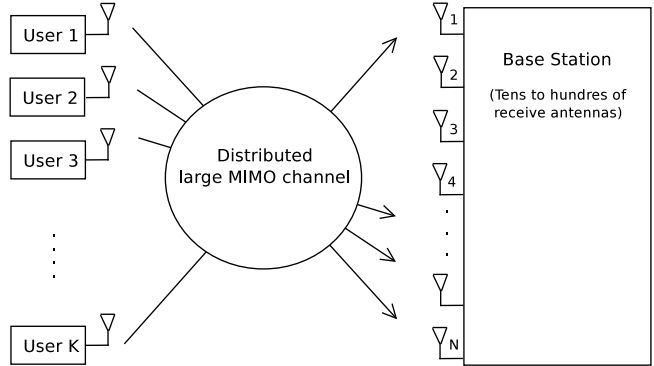 User 1
User 2
User 3
User K
Distributed
large MIMO channel
1
2
3
4
N
Base Station
(Tens to hundres of
receive antennas)